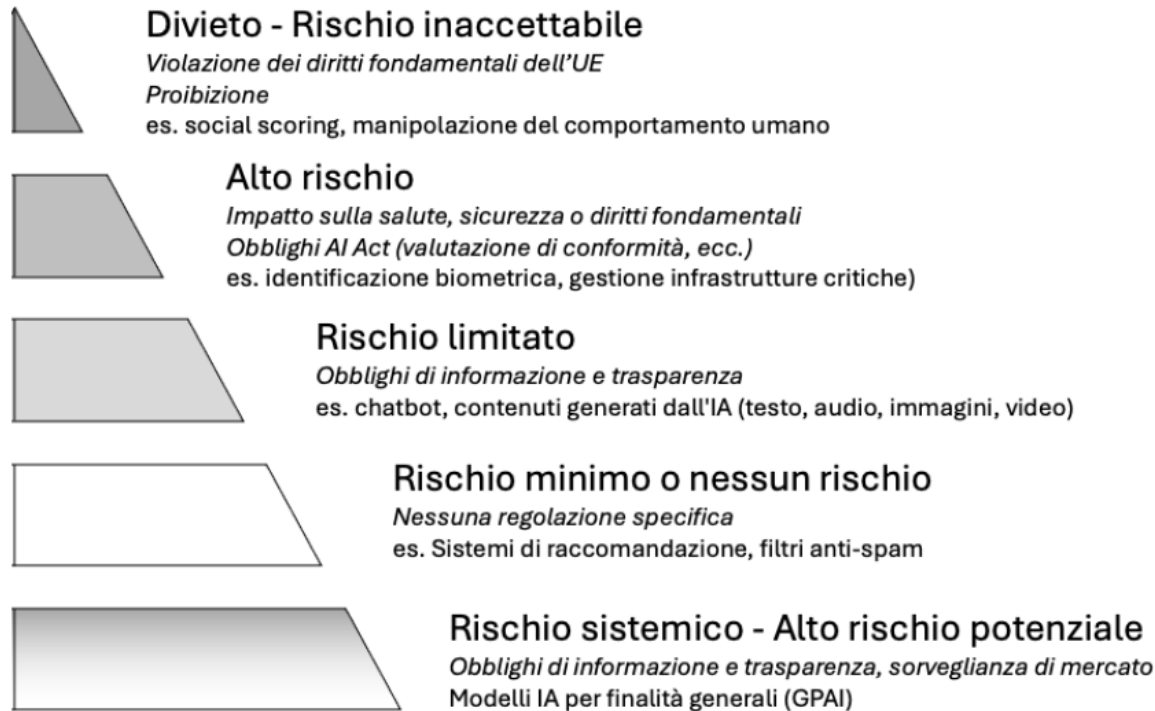 Divieto - Rischio inaccettabile
Violazione dei diritti fondamentali dell'UE
Proibizione
es. social scoring, manipolazione del comportamento umano
Alto rischio
Impatto sulla salute, sicurezza o diritti fondamentali
Obblighi AI Act (valutazione di conformità, ecc.)
es. identificazione biometrica, gestione infrastrutture critiche)
Rischio limitato
Obblighi di informazione e trasparenza
es. chatbot, contenuti generati dall'IA (testo, audio, immagini, video)
Rischio minimo o nessun rischio
Nessuna regolazione specifica
es. Sistemi di raccomandazione, filtri anti-spam
Rischio sistemico - Alto rischio potenziale
Obblighi di informazione e trasparenza, sorveglianza di mercato
Modelli IA per finalità generali (GPAI)